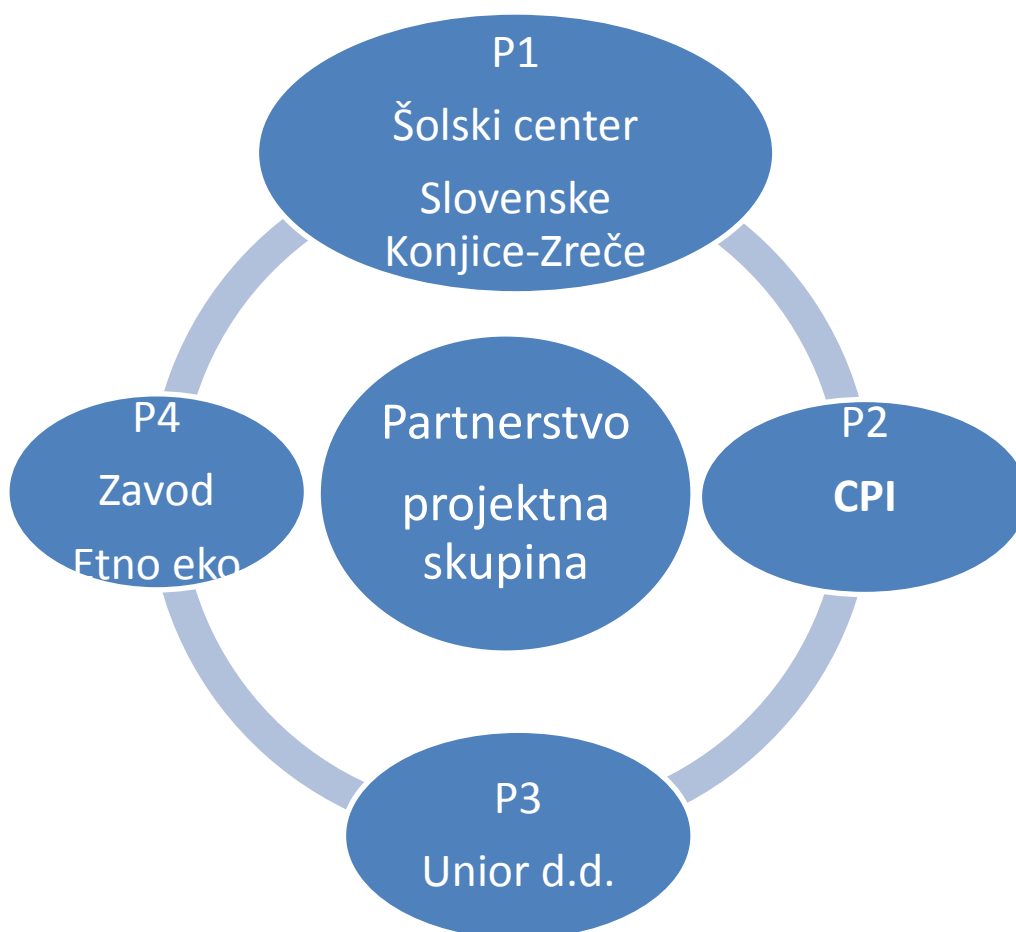 P1
Šolski center
Slovenske
Konjice-Zreče
P4
Zavod
Etno eko
Partnerstvo
projektna
skupina
P2
CPI
P3
Unior d.d.